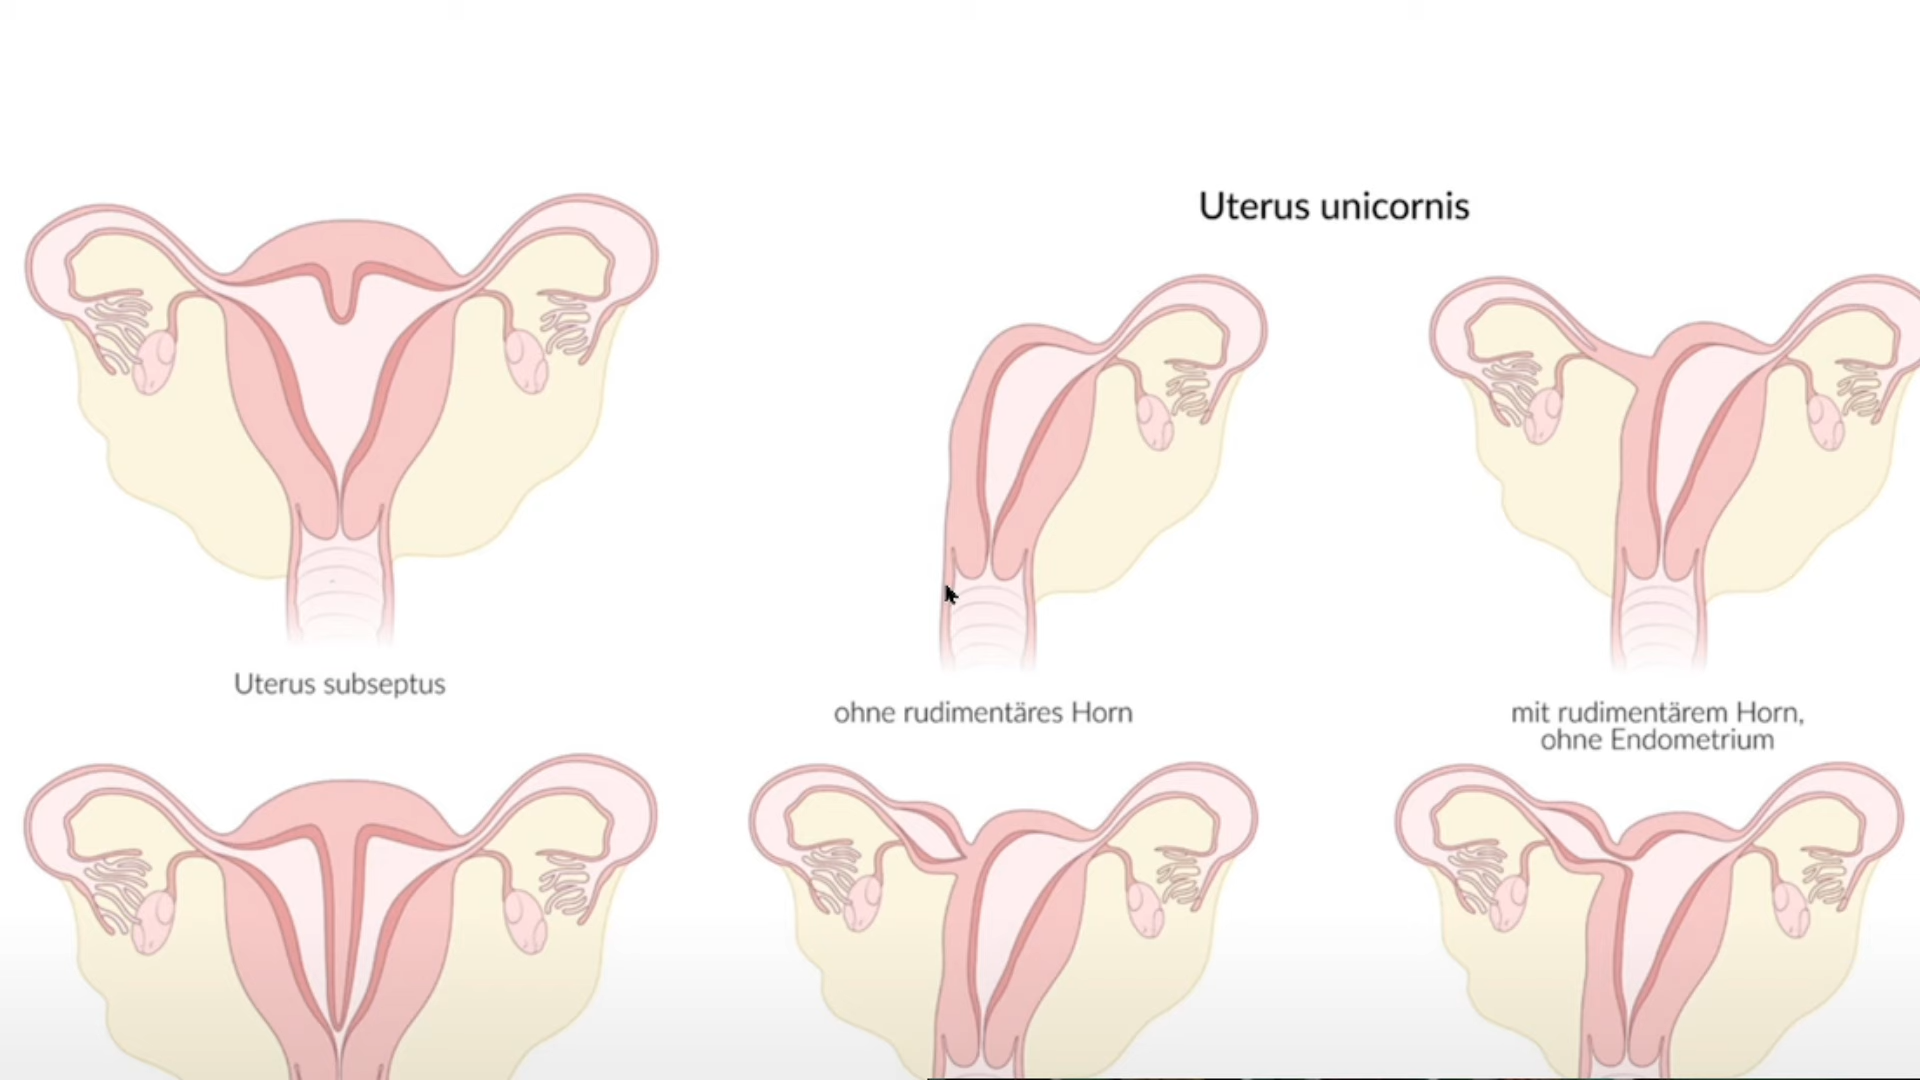 Uterus unicornis
Uterus subseptus
ohne rudimentäres Horn
mit rudimentärem Horn,
ohne Endometrium